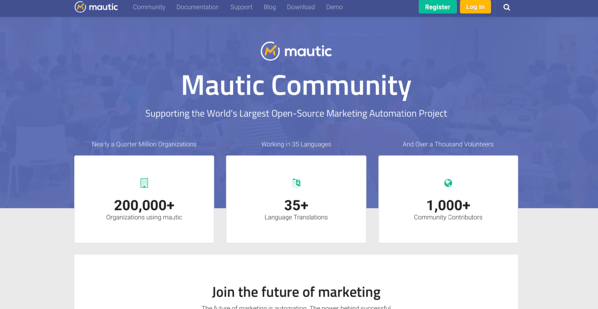 mautic Community Documentation Support Blog Download Demo Register Log In
mautic
Mautic Community
Supporting the World's Largest Open-Source Marketing Automation Project
Nearly a Quarter Million Organizations Working in 35 Languages And Over a Thousand Volunteers
200,000+ 35+ 1,000+
Organizations using mautic Language Translations Community Contributors
Join the future of marketing
The future of marketing is automation. The power behind successful